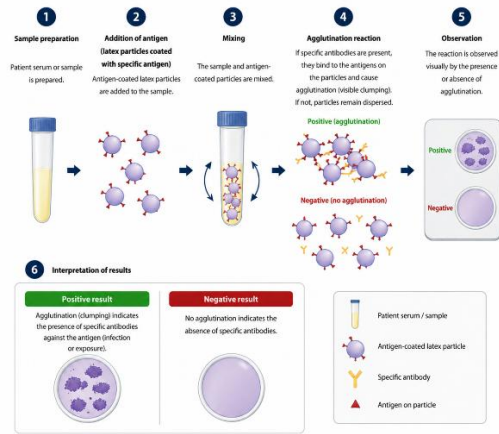 1
Sample preparation
Patient serum or sample
is prepared.
2
Addition of antigen
(latex particles coated
with specific antigen)
Antigen-coated latex particles
are added to the sample.
3
Mixing
The sample and antigen-
coated particles are mixed.
4
Agglutination reaction
If specific antibodies are present,
they bind to the antigens on
the particles and cause
agglutination (visible clumping).
If not, particles remain dispersed.
Positive (agglutination)
Negative (no agglutination)
5
Observation
The reaction is observed
visually by the presence
or absence of
agglutination.
Positive
Negative
6
Interpretation of results
Positive result
Agglutination (clumping) indicates
the presence of specific antibodies
against the antigen (infection
or exposure).
Negative result
No agglutination indicates the
absence of specific antibodies.
Patient serum / sample
Antigen-coated latex particle
Specific antibody
Antigen on particle